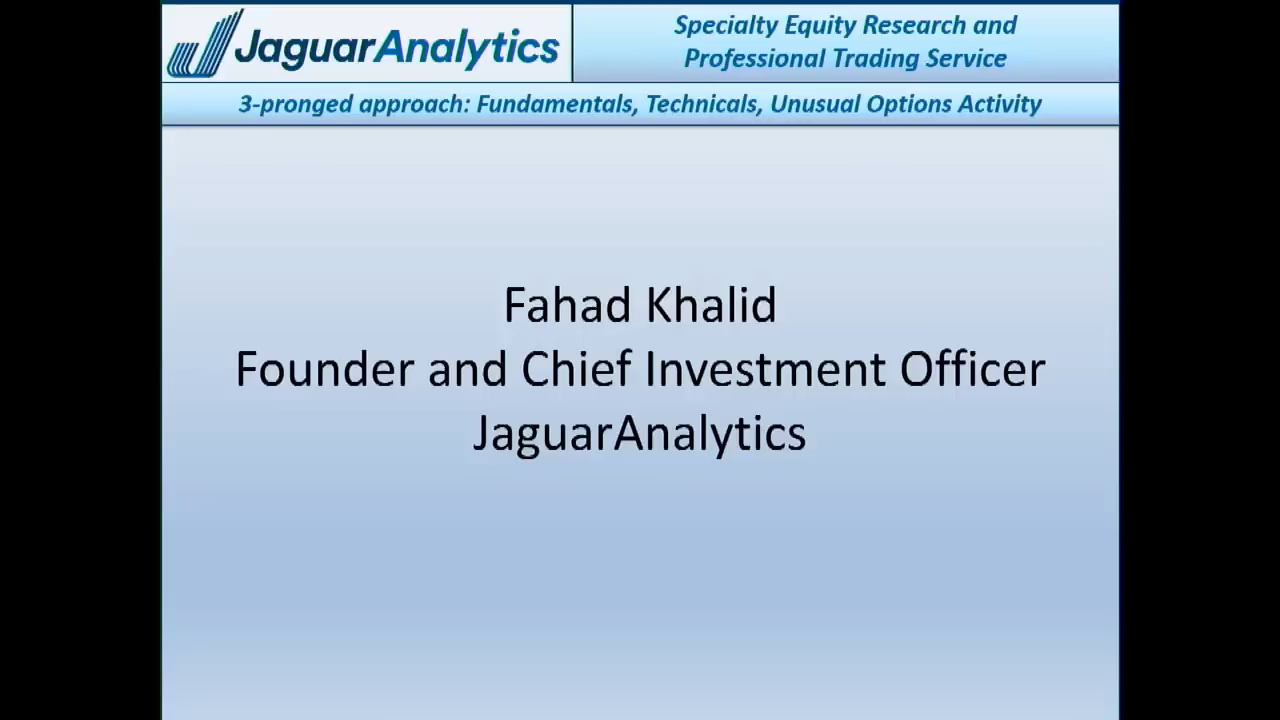 JaguarAnalytics
Specialty Equity Research and
Professional Trading Service
3-pronged approach: Fundamentals, Technicals, Unusual Options Activity
Fahad Khalid
Founder and Chief Investment Officer
JaguarAnalytics